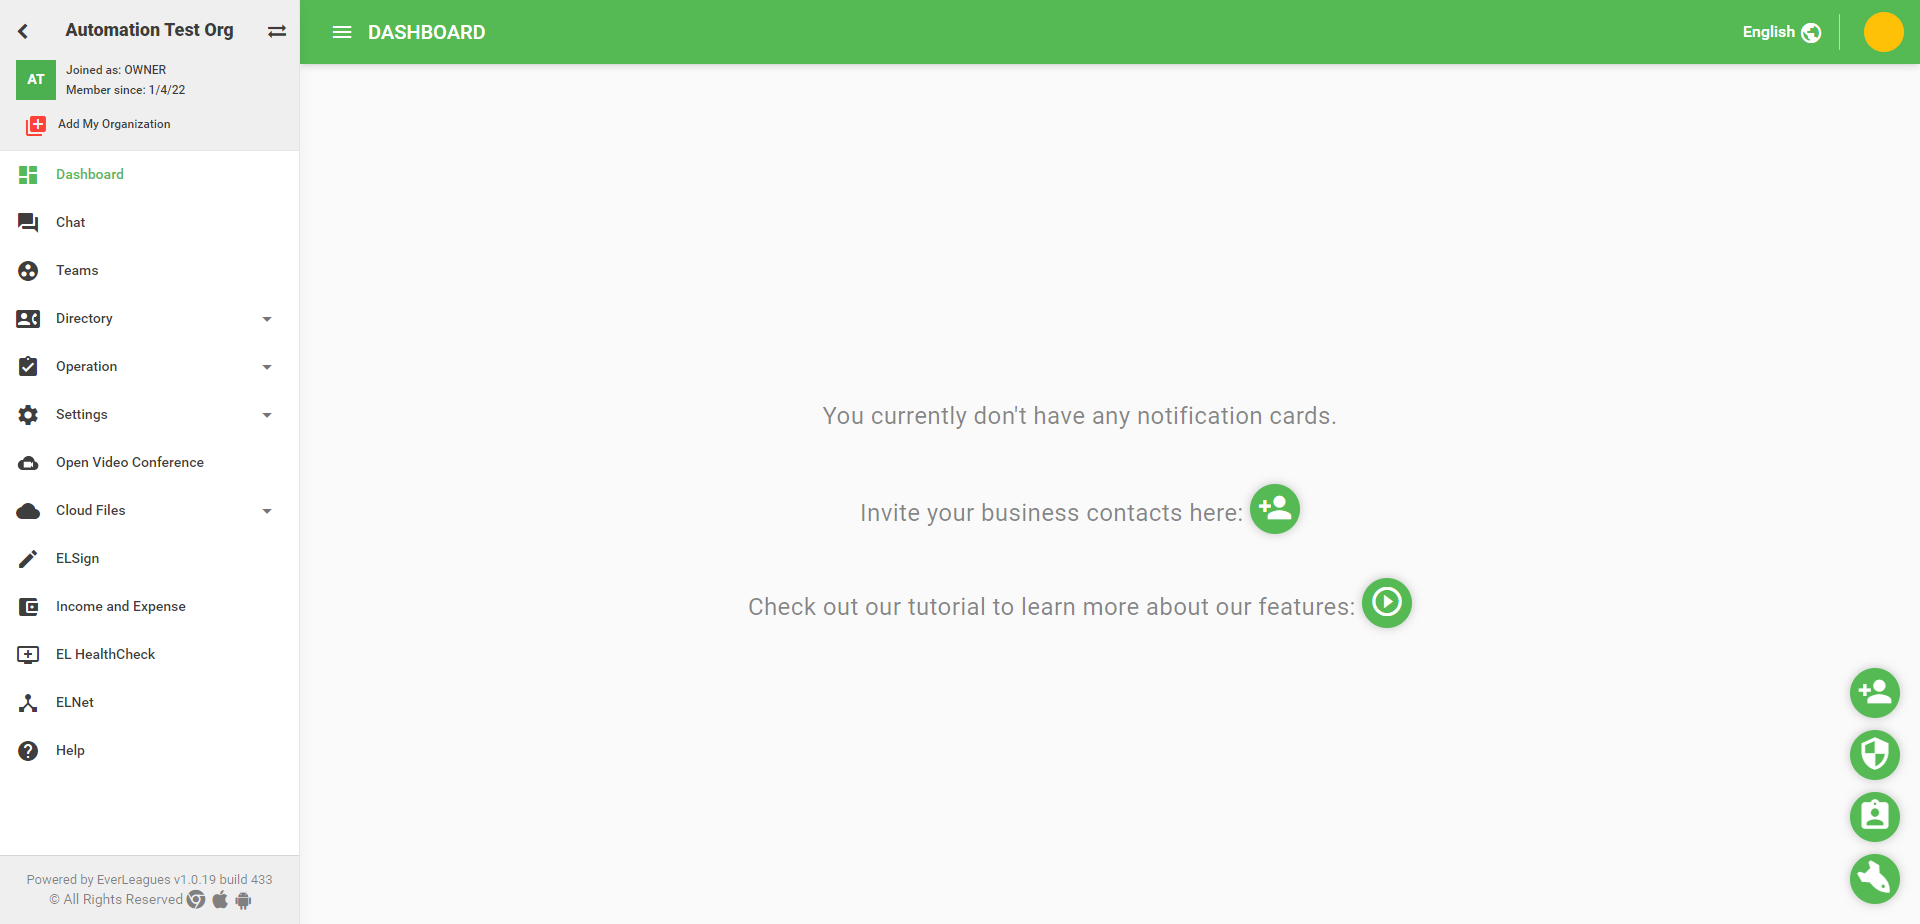 Automation Test Org
AT
Joined as: OWNER
Member since: 1/4/22
Add My Organization
Dashboard
Chat
Teams
Directory
Operation
Settings
Open Video Conference
Cloud Files
ELSign
Income and Expense
EL HealthCheck
ELNet
Help
Powered by EverLeagues v1.0.19 build 433
© All Rights Reserved
DASHBOARD
English
You currently don't have any notification cards.
Invite your business contacts here:
Check out our tutorial to learn more about our features: